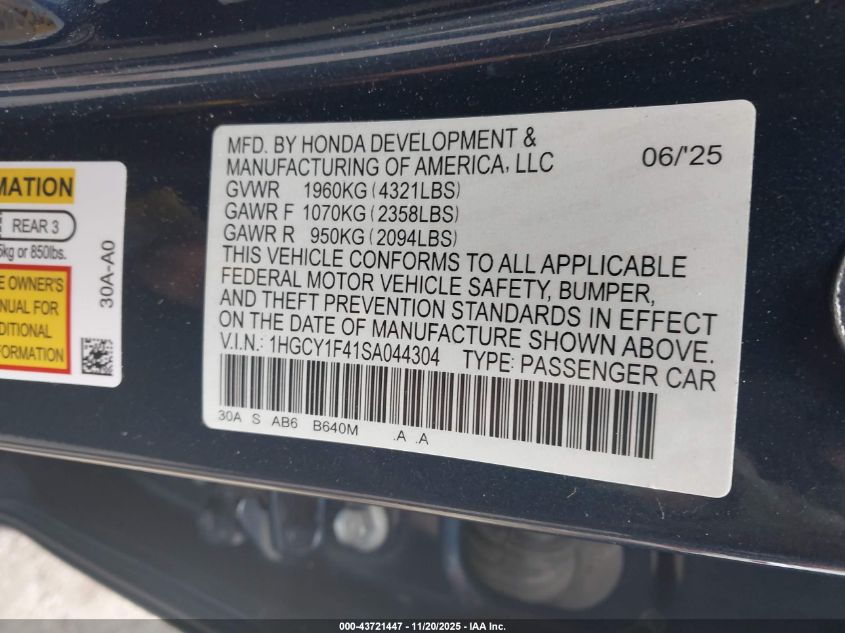 MATION
REAR 3
kg or 850lbs.
OWNER'S
FOR
30A-A0
MFD. BY HONDA DEVELOPMENT &
MANUFACTURING OF AMERICA, LLC
06/'25
GVWR 1960KG (4321LBS)
GAWR F 1070KG (2358LBS)
GAWR R 950KG (2094LBS)
THIS VEHICLE CONFORMS TO ALL APPLICABLE
FEDERAL MOTOR VEHICLE SAFETY, BUMPER,
AND THEFT PREVENTION STANDARDS IN EFFECT
ON THE DATE OF MANUFACTURE SHOWN ABOVE.
V.I.N.: 1HGCY1F41SA044304 TYPE: PASSENGER CAR
30A S AB6 B640M .A .A
000-43721447 - 11/20/2025 - IAA Inc.